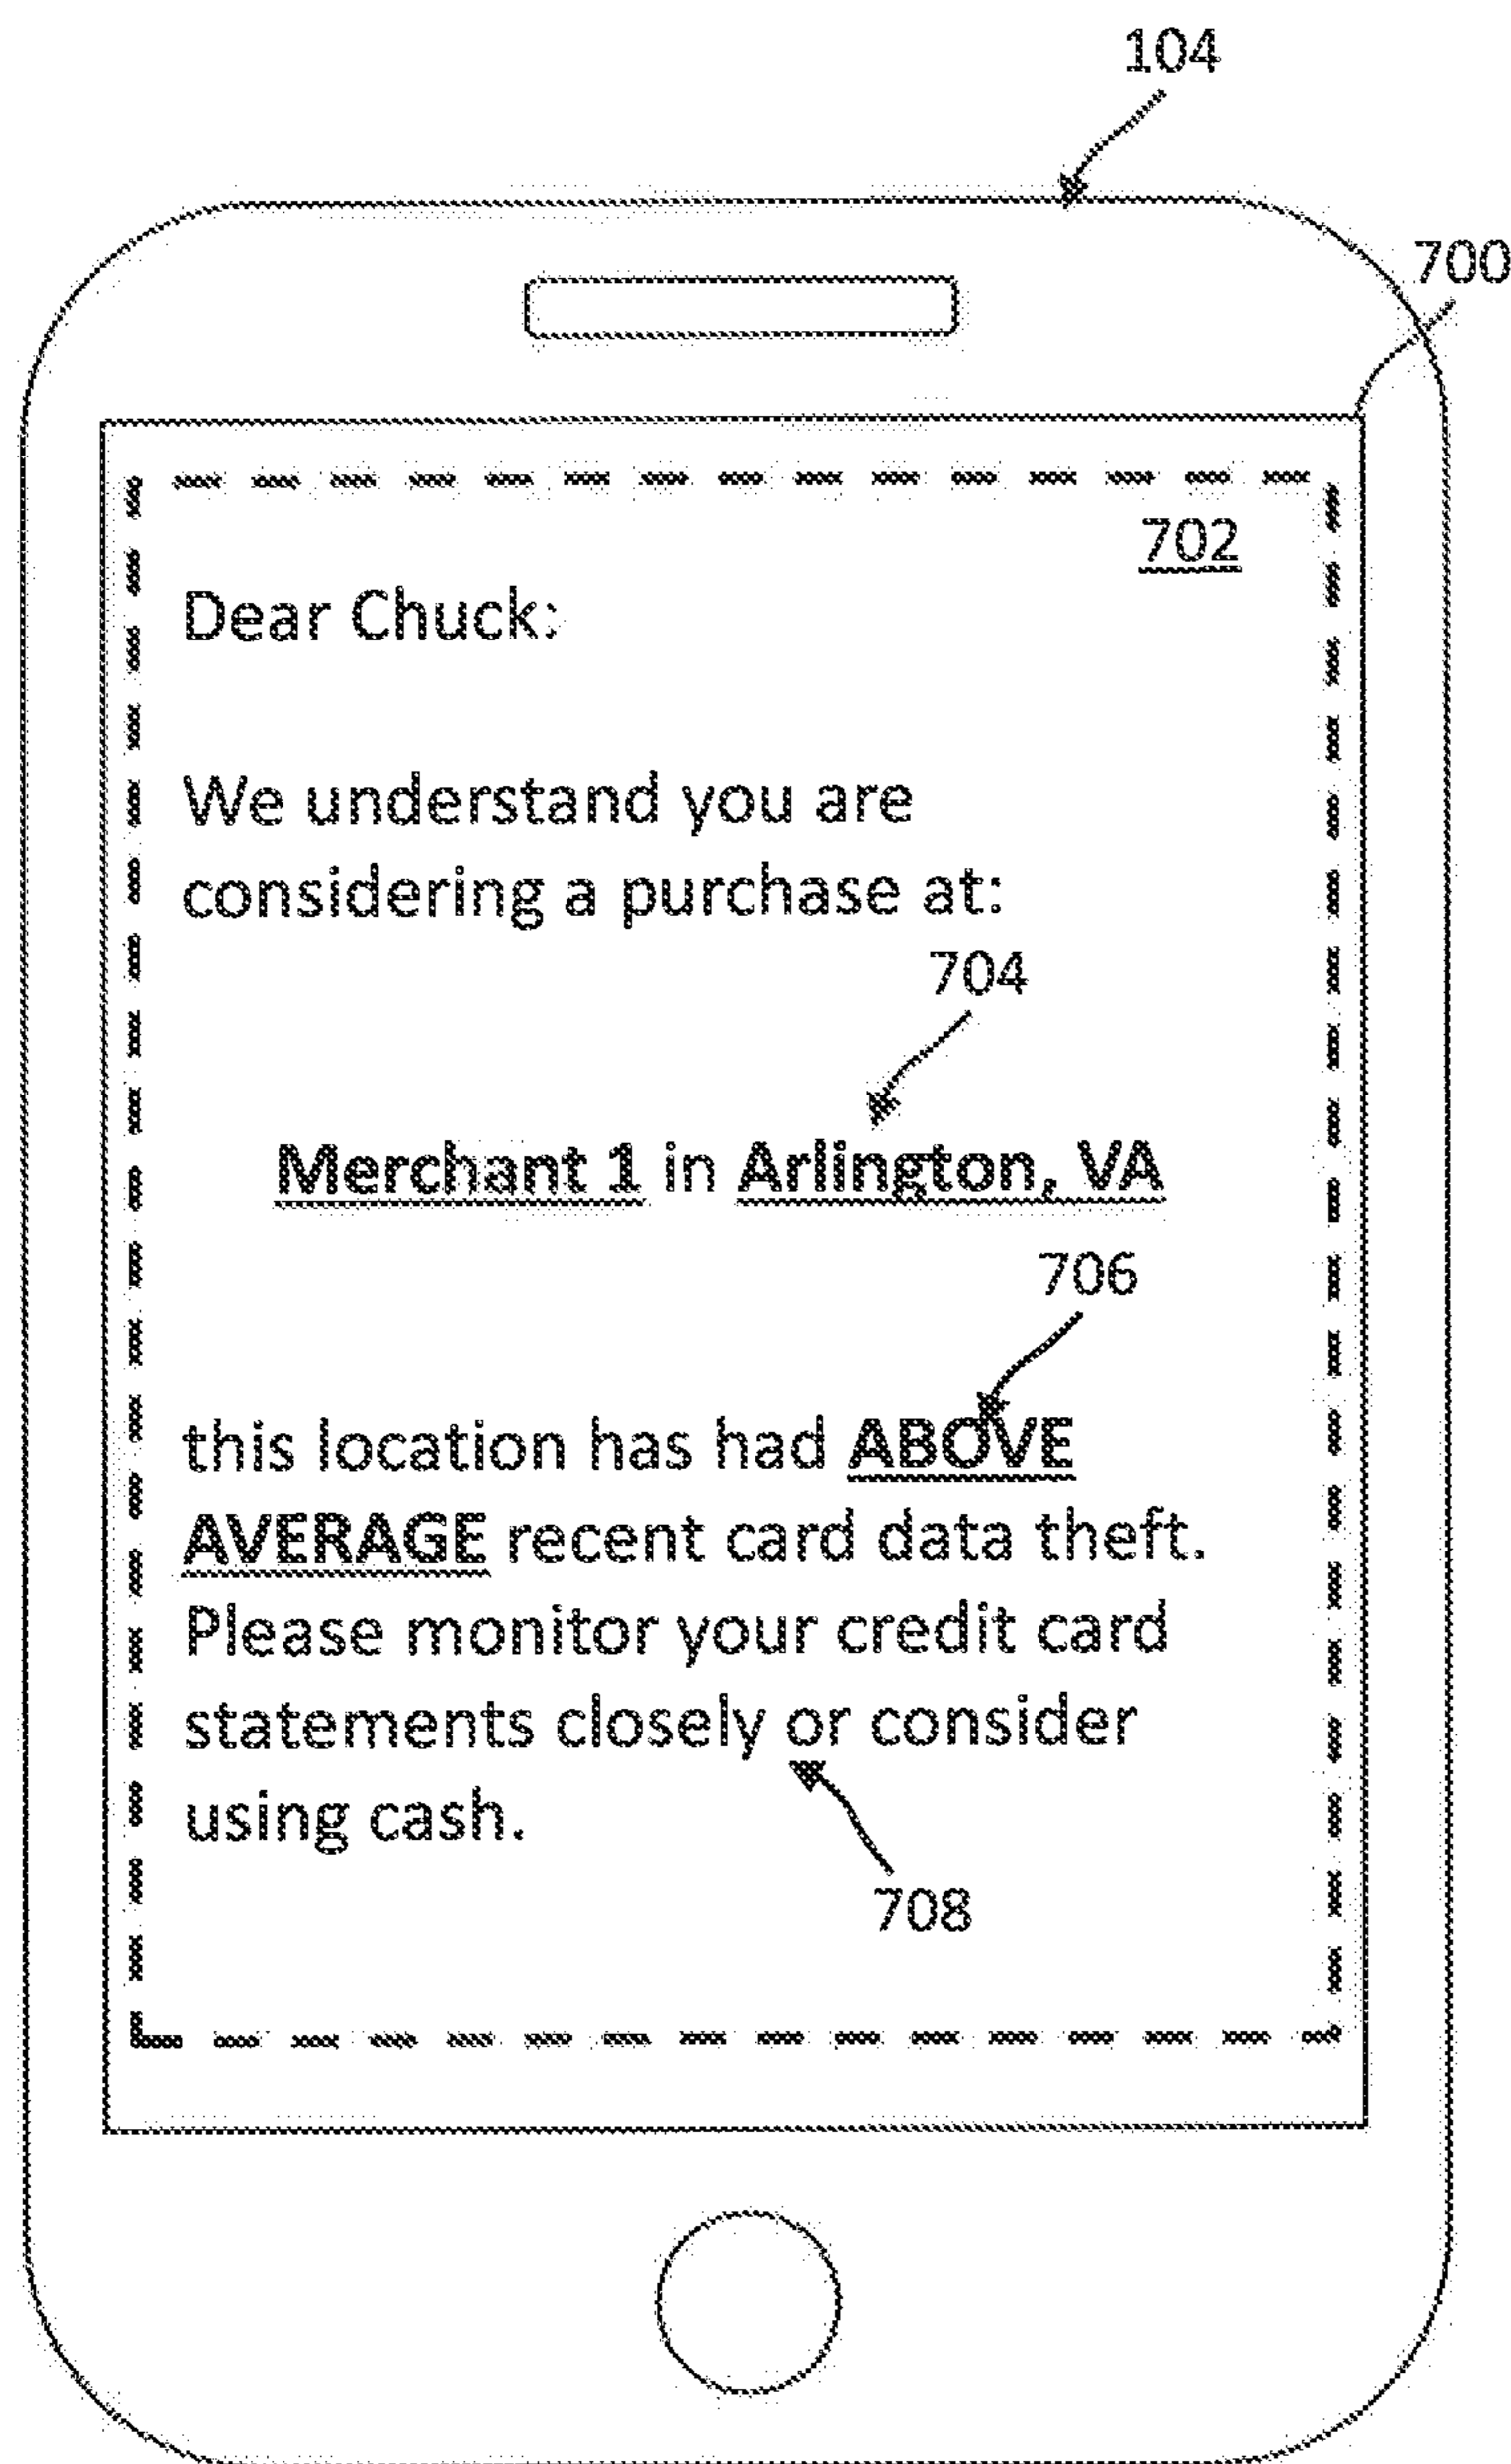 104
700
702
Dear Chuck:
We understand you are
considering a purchase at:
704
Merchant 1 in Arlington, VA
706
this location has had ABOVE
AVERAGE recent card data theft.
Please monitor your credit card
statements closely or consider
using cash.
708